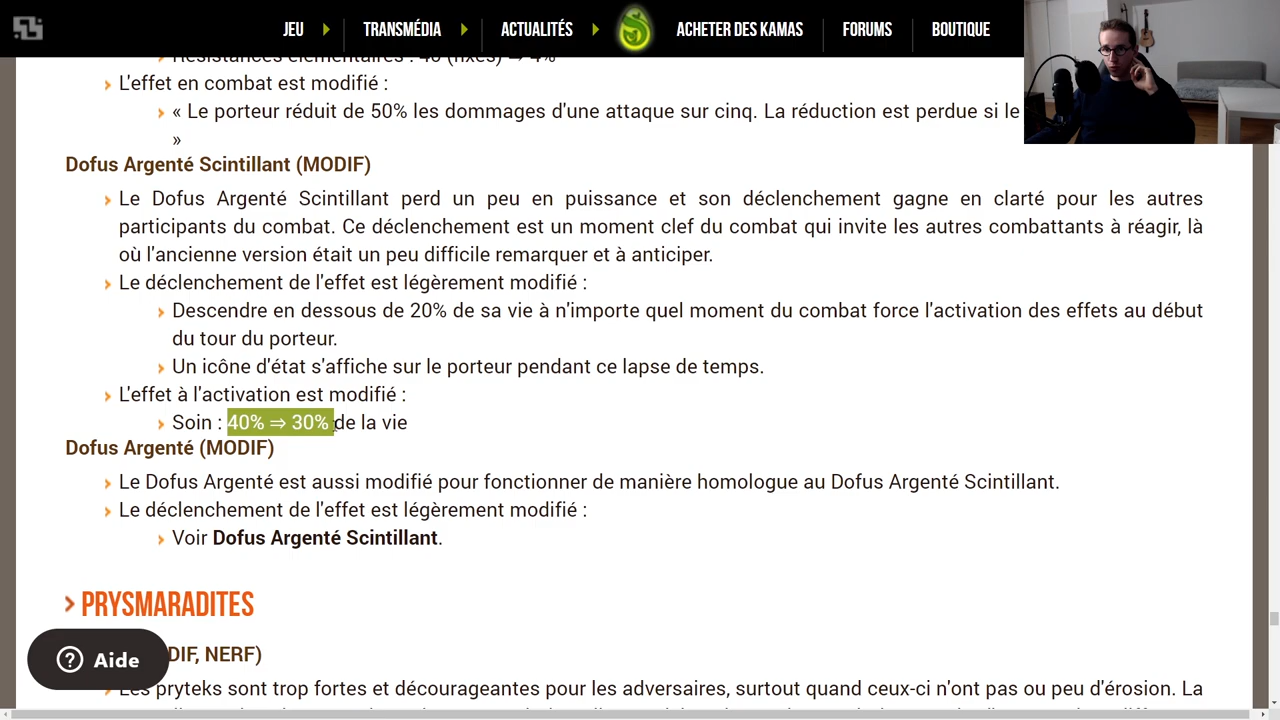 JEU
TRANSMÉDIA
ACTUALITÉS
ACHETER DES KAMAS
FORUMS
BOUTIQUE
L'effet en combat est modifié :
« Le porteur réduit de 50% les dommages d'une attaque sur cinq. La réduction est perdue si le
»
Dofus Argenté Scintillant (MODIF)
Le Dofus Argenté Scintillant perd un peu en puissance et son déclenchement gagne en clarté pour les autres
participants du combat. Ce déclenchement est un moment clef du combat qui invite les autres combattants à réagir, là
où l'ancienne version était un peu difficile remarquer et à anticiper.
Le déclenchement de l'effet est légèrement modifié :
Descendre en dessous de 20% de sa vie à n'importe quel moment du combat force l'activation des effets au début
du tour du porteur.
Un icône d'état s'affiche sur le porteur pendant ce lapse de temps.
L'effet à l'activation est modifié :
Soin : 40% ⇒ 30% de la vie
Dofus Argenté (MODIF)
Le Dofus Argenté est aussi modifié pour fonctionner de manière homologue au Dofus Argenté Scintillant.
Le déclenchement de l'effet est légèrement modifié :
Voir Dofus Argenté Scintillant.
PRYSMARADITES
DIF, NERF)
Aide
Les pryteks sont trop fortes et décourageantes pour les adversaires, surtout quand ceux-ci n'ont pas ou peu d'érosion. La